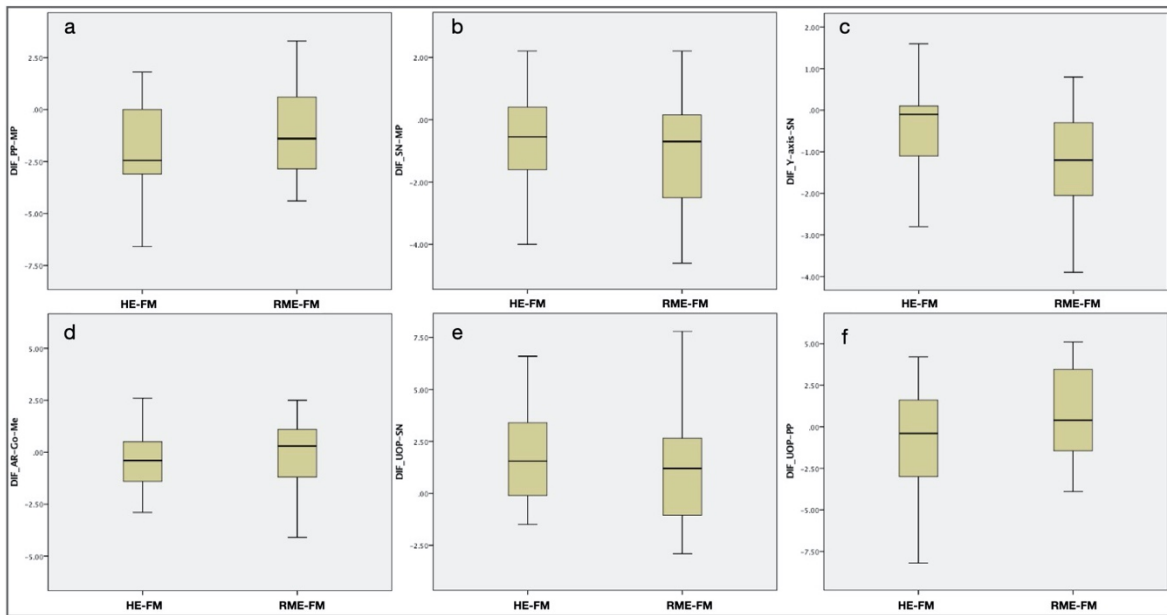 a
DIF_PP-MP
2.50
.00
-2.50
-5.00
-7.50
HE-FM RME-FM
b
DIF_SN-MP
2.00
.00
-2.00
-4.00
HE-FM RME-FM
c
DIF_Y-axis-SN
2.00
1.00
.00
-1.00
-2.00
-3.00
-4.00
HE-FM RME-FM
d
DIF_AR-Go-Me
5.00
2.50
.00
-2.50
-5.00
HE-FM RME-FM
e
DIF_UOP-SN
7.50
5.00
2.50
.00
-2.50
HE-FM RME-FM
f
DIF_UOP-PP
5.00
2.50
.00
-2.50
-5.00
-7.50
HE-FM RME-FM